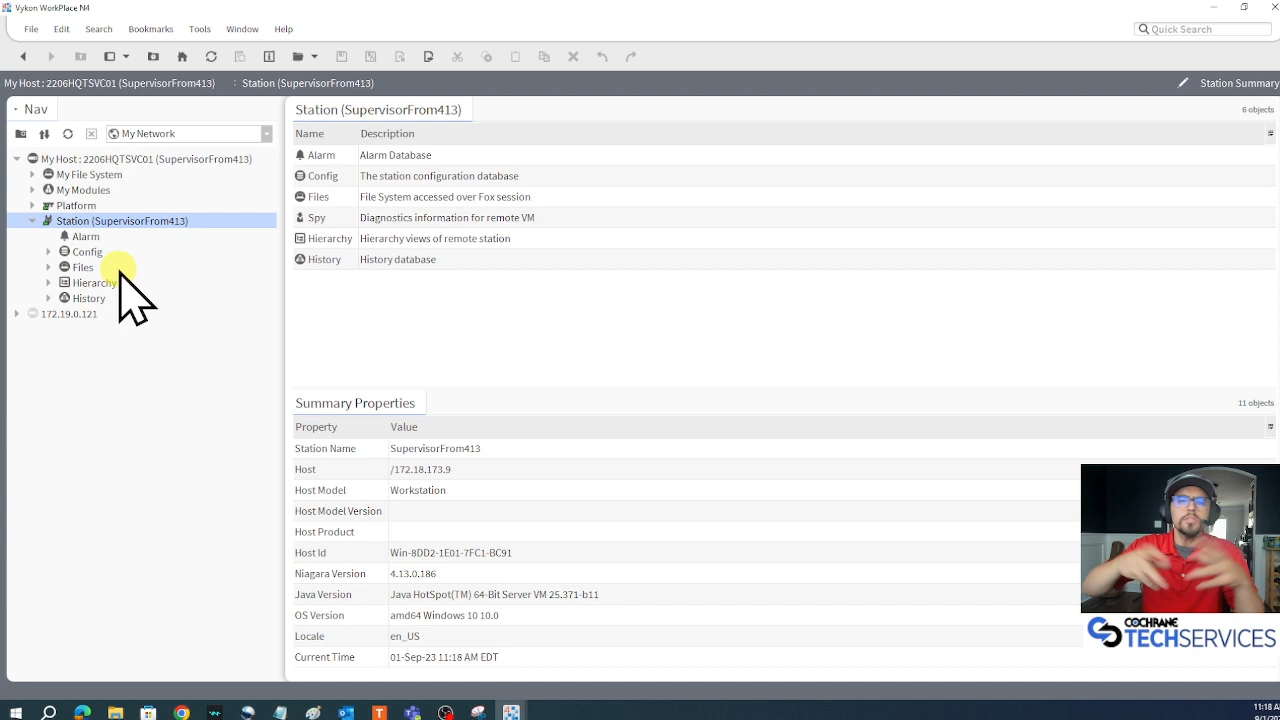 Vykon WorkPlace N4
File Edit Search Bookmarks Tools Window Help
Quick Search
My Host : 2206HQTSVC01 (SupervisorFrom413) : Station (SupervisorFrom413)
Station Summary
Nav
My Network
My Host : 2206HQTSVC01 (SupervisorFrom413)
My File System
My Modules
Platform
Station (SupervisorFrom413)
Alarm
Config
Files
Hierarchy
History
172.19.0.121
Station (SupervisorFrom413)
6 objects
Name Description
Alarm Alarm Database
Config The station configuration database
Files File System accessed over Fox session
Spy Diagnostics information for remote VM
Hierarchy Hierarchy views of remote station
History History database
Summary Properties
11 objects
Property Value
Station Name SupervisorFrom413
Host /172.18.173.9
Host Model Workstation
Host Model Version
Host Product
Host Id Win-8DD2-1E01-7FC1-BC91
Niagara Version 4.13.0.186
Java Version Java HotSpot(TM) 64-Bit Server VM 25.371-b11
OS Version amd64 Windows 10 10.0
Locale en_US
Current Time 01-Sep-23 11:18 AM EDT
COCHRANE
TECHSERVICES
11:18 A